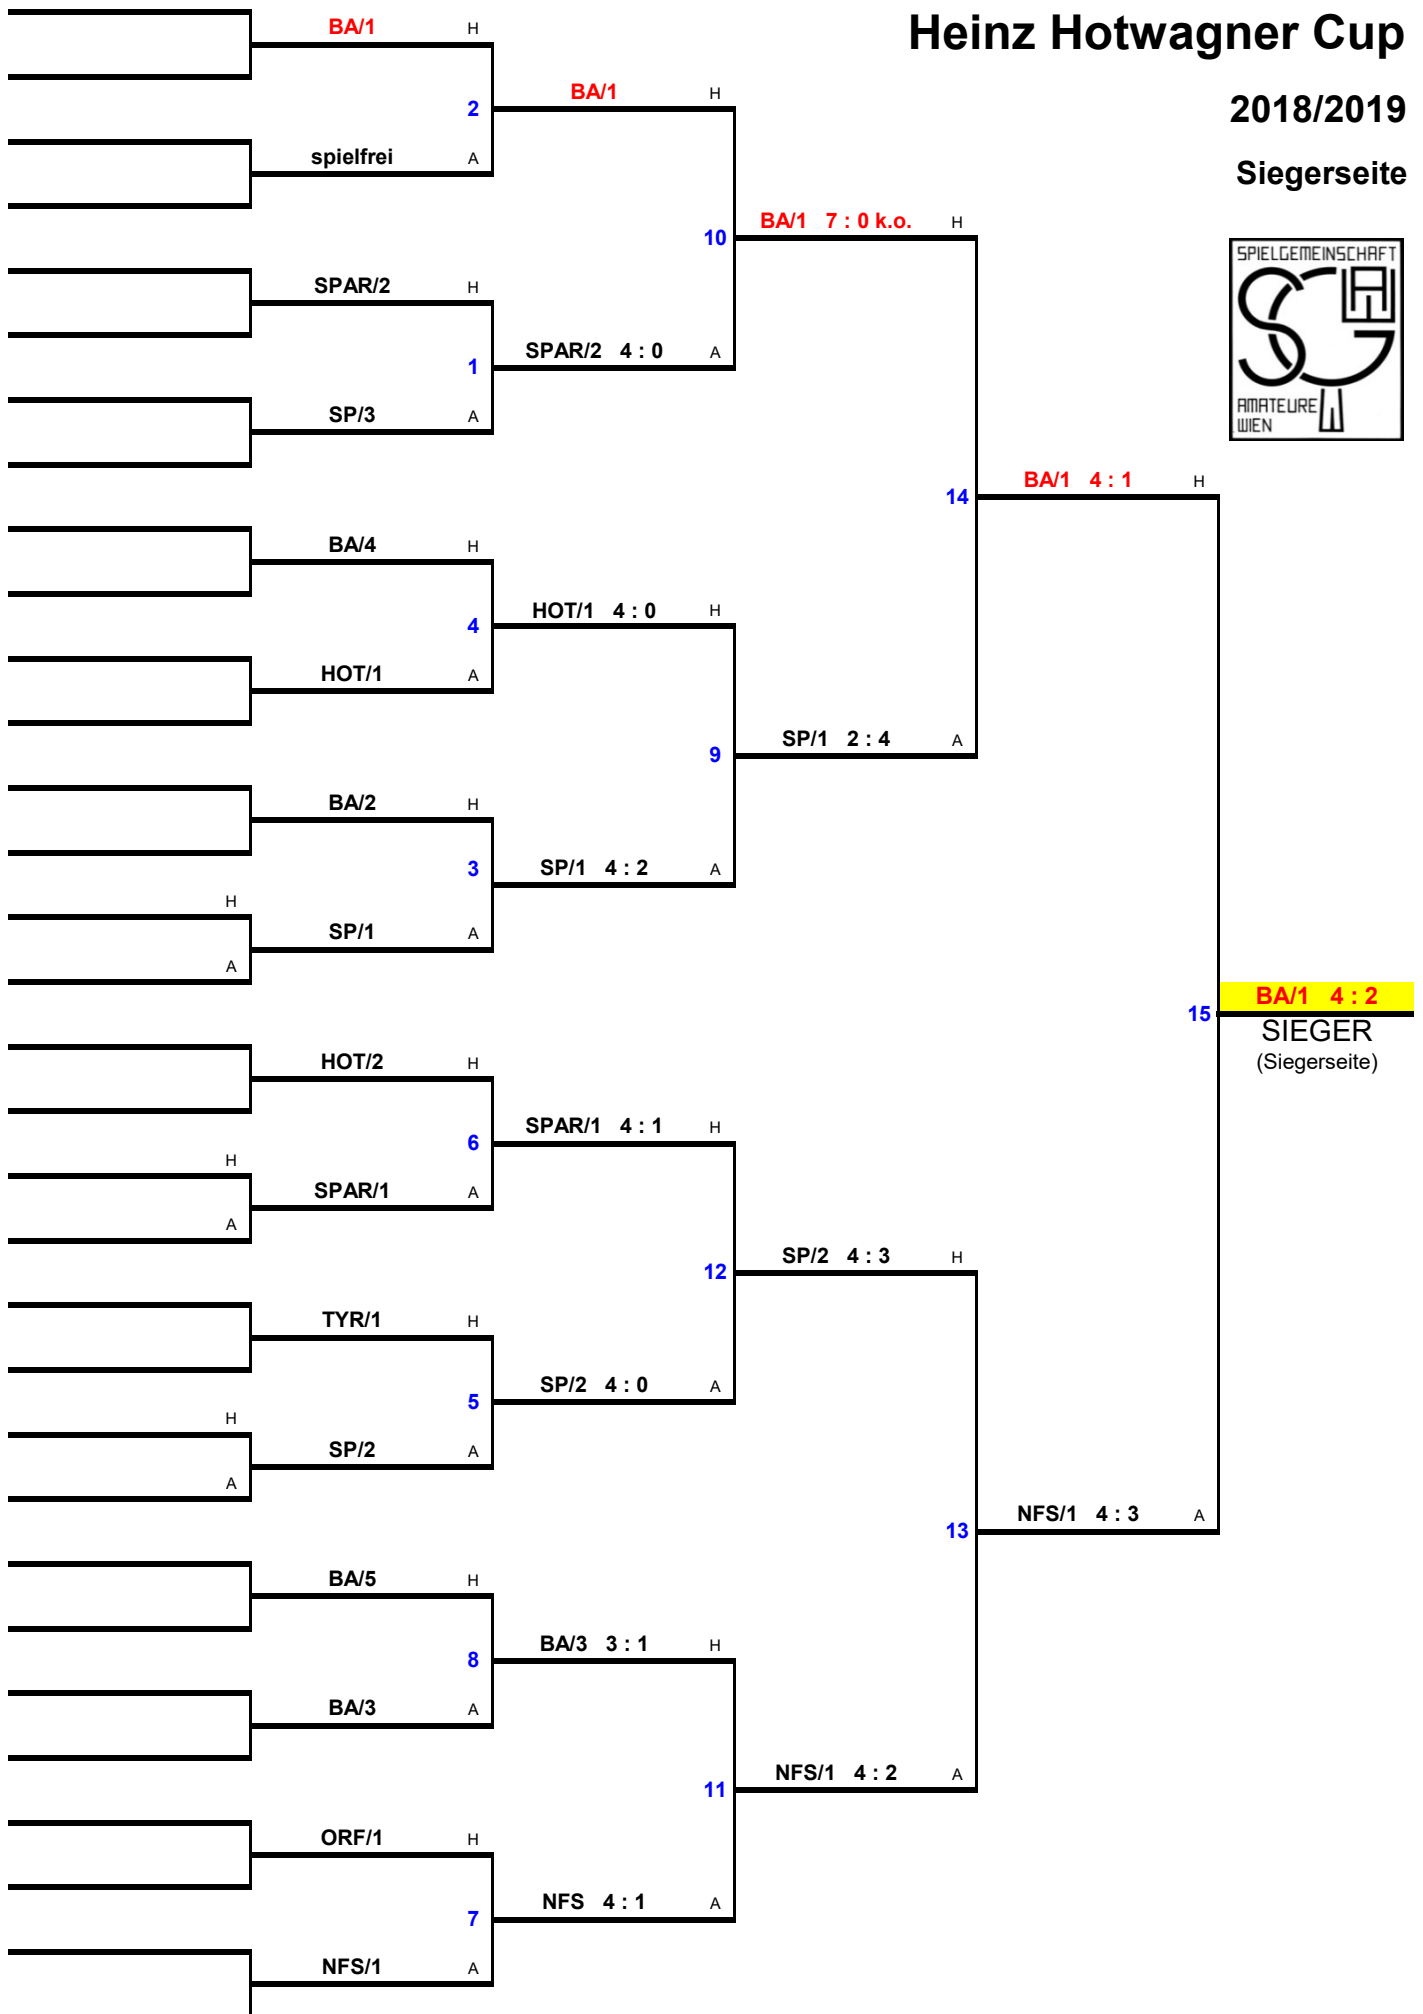 Heinz Hotwagner Cup
BA/1 H
2 BA/1 H
2018/2019
spielfrei A
Siegerseite
10 BA/1 7 : 0 k.o. H
SPIELGEMEINSCHAFT
SGAW
AMATEURE
WIEN
SPAR/2 H
1 SPAR/2 4 : 0 A
SP/3 A
14 BA/1 4 : 1 H
BA/4 H
4 HOT/1 4 : 0 H
HOT/1 A
9 SP/1 2 : 4 A
BA/2 H
3 SP/1 4 : 2 A
H
SP/1 A
A
15 BA/1 4 : 2
SIEGER
(Siegerseite)
HOT/2 H
6 SPAR/1 4 : 1 H
H
SPAR/1 A
A
12 SP/2 4 : 3 H
TYR/1 H
5 SP/2 4 : 0 A
H
SP/2 A
A
13 NFS/1 4 : 3 A
BA/5 H
8 BA/3 3 : 1 H
BA/3 A
11 NFS/1 4 : 2 A
ORF/1 H
7 NFS 4 : 1 A
NFS/1 A